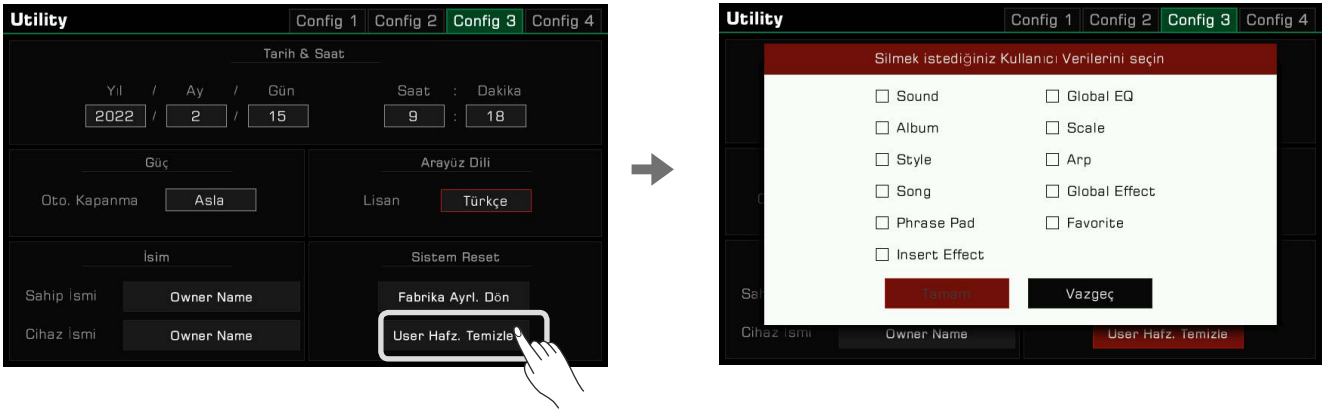 Utility Config 1 Config 2 Config 3 Config 4
Tarih & Saat
Yıl / Ay / Gün Saat : Dakika
2022 / 2 / 15 9 : 18
Güç Arayüz Dili
Oto. Kapanma Asla Lisan Türkçe
İsim Sistem Reset
Sahip İsmi Owner Name Fabrika Ayrl. Dön
Cihaz İsmi Owner Name User Hafz. Temizle
Utility Config 1 Config 2 Config 3 Config 4
Silmek istediğiniz Kullanıcı Verilerini seçin
Sound Global EQ
Album Scale
Style Arp
Song Global Effect
Phrase Pad Favorite
Insert Effect
Tamam Vazgeç
Cihaz İsmi Owner Name User Hafz. Temizle